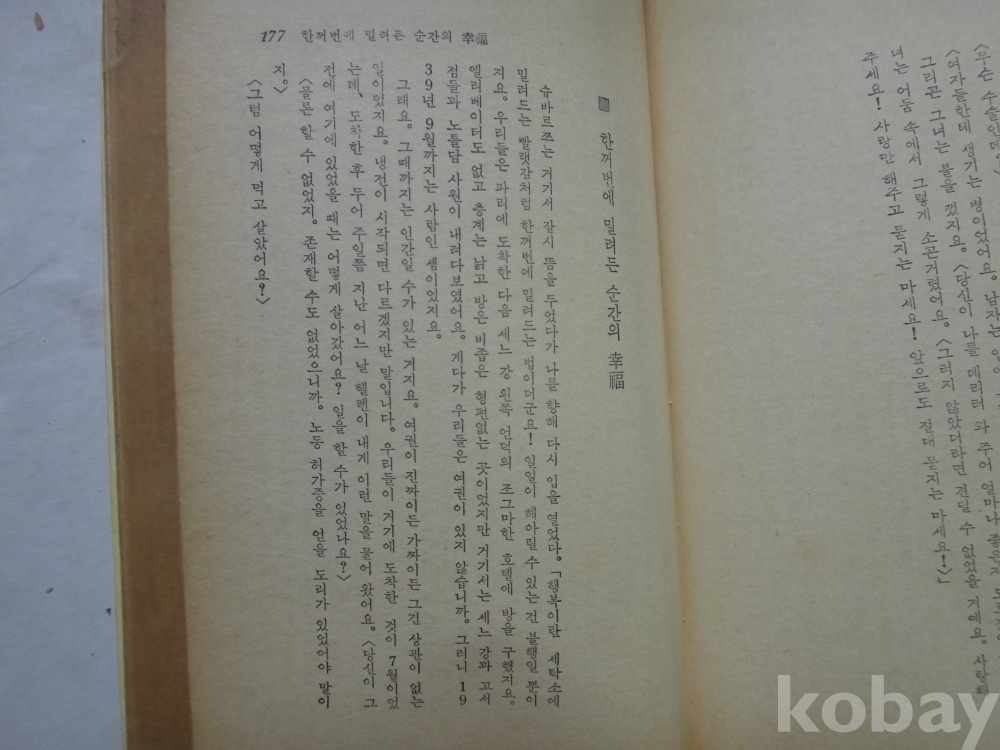 〈무슨 수술인데?〉
〈여자들한테 생기는 병이었어요. 남자는
그리곤 그녀는 불을 껐지요. 〈당신이 나를 데리러 와 주어 얼마나 좋은지
녀는 어둠 속에서 그렇게 소곤거렸어요. 〈그러지 않았더라면 견딜 수 없었을 거예요. 사랑해
주세요! 사랑만 해주고 묻지는 마세요! 앞으로도 절대 묻지는 마세요!〉」
177 한꺼번에 밀려든 순간의 幸福
■ 한꺼번에 밀려든 순간의 幸福
슈바르쯔는 거기서 잠시 뜸을 두었다가 나를 향해 다시 입을 열었다. 「행복이란 세탁소에
밀려드는 빨랫감처럼 한꺼번에 밀려드는 법이더군요! 일일이 헤아릴 수 있는 건 불행일 뿐이
지요. 우리들은 파리에 도착한 다음 세느 강 왼쪽 언덕의 조그마한 호텔에 방을 구했지요.
엘리베이터도 없고 층계는 낡고 방은 비좁은 형편없는 곳이었지만 거기서는 세느 강과 고서
점들과 노틀담 사원이 내려다보였어요. 게다가 우리들은 여권이 있지 않습니까. 그러니 19
39년 9월까지는 사람인 셈이었지요.
그래요. 그때까지는 인간일 수가 있는 거지요. 여권이 진짜이든 가짜이든 그건 상관이 없는
일이었지요. 냉전이 시작되면 다르겠지만 말입니다. 우리들이 거기에 도착한 것이 7월이었
는데, 도착한 후 두어 주일쯤 지난 어느 날 헬렌이 내게 이런 말을 물어 왔어요. 〈당신이 그
전에 여기에 있었을 때는 어떻게 살아갔어요? 일을 할 수가 있었나요?〉
〈물론 할 수 없었지. 존재할 수도 없었으니까. 노동 허가증을 얻을 도리가 있었어야 말이
지.〉
〈그럼 어떻게 먹고 살았어요?〉
kobay